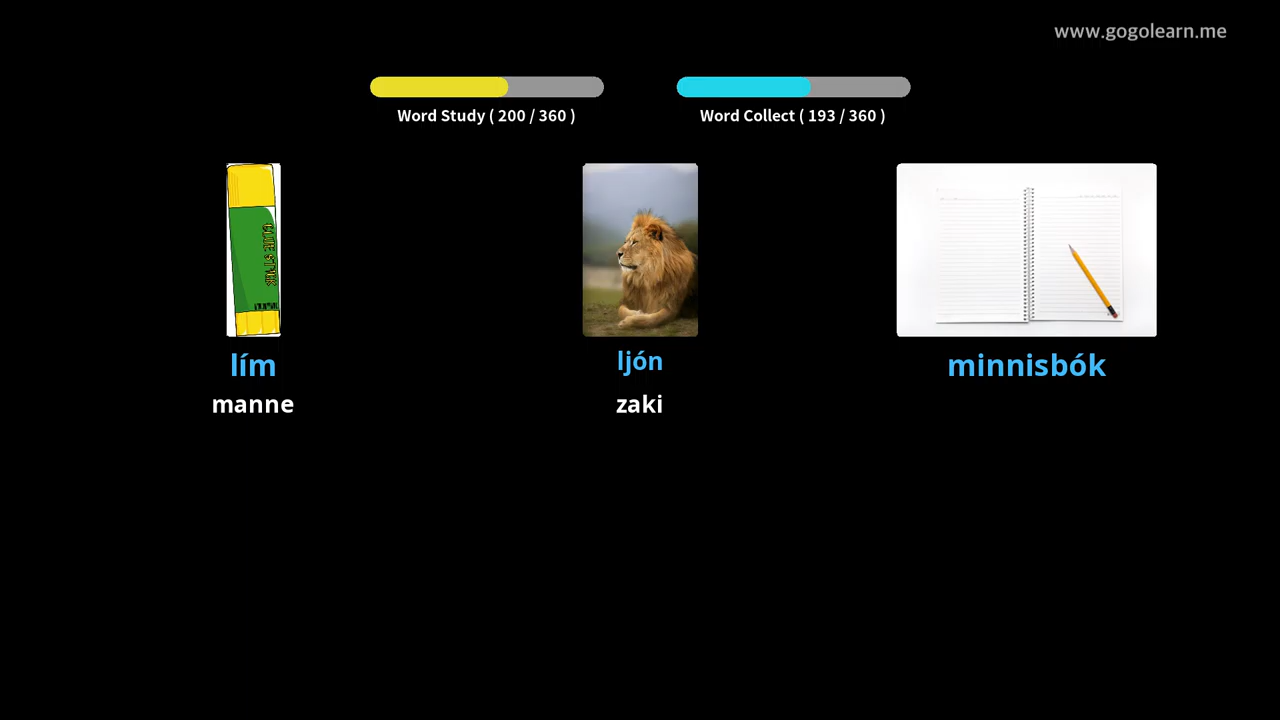 www.gogolearn.me
Word Study ( 200 / 360 )
Word Collect ( 193 / 360 )
lím
manne
ljón
zaki
minnisbók